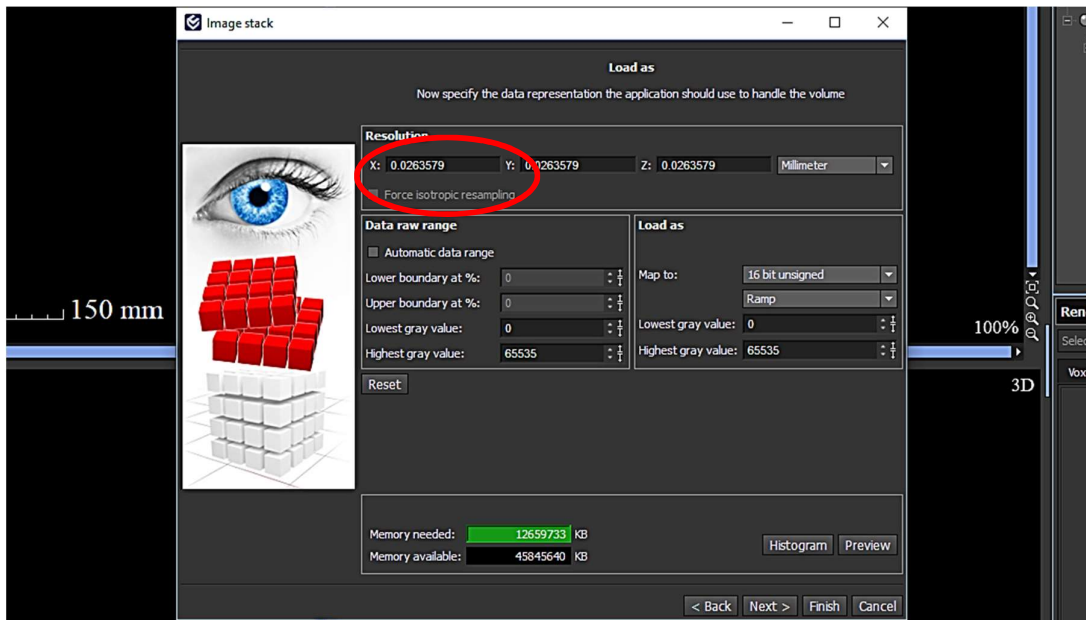 Image stack
Load as
Now specify the data representation the application should use to handle the volume
Resolution
X: 0.0263579 Y: 0.0263579 Z: 0.0263579 Millimeter
Force isotropic resampling
Data raw range
Automatic data range
Lower boundary at %: 0
Upper boundary at %: 0
Lowest gray value: 0
Highest gray value: 65535
Load as
Map to: 16 bit unsigned
Ramp
Lowest gray value: 0
Highest gray value: 65535
Reset
Memory needed: 12659733 KB
Memory available: 45845640 KB
Histogram Preview
< Back Next > Finish Cancel
150 mm
100%
3D